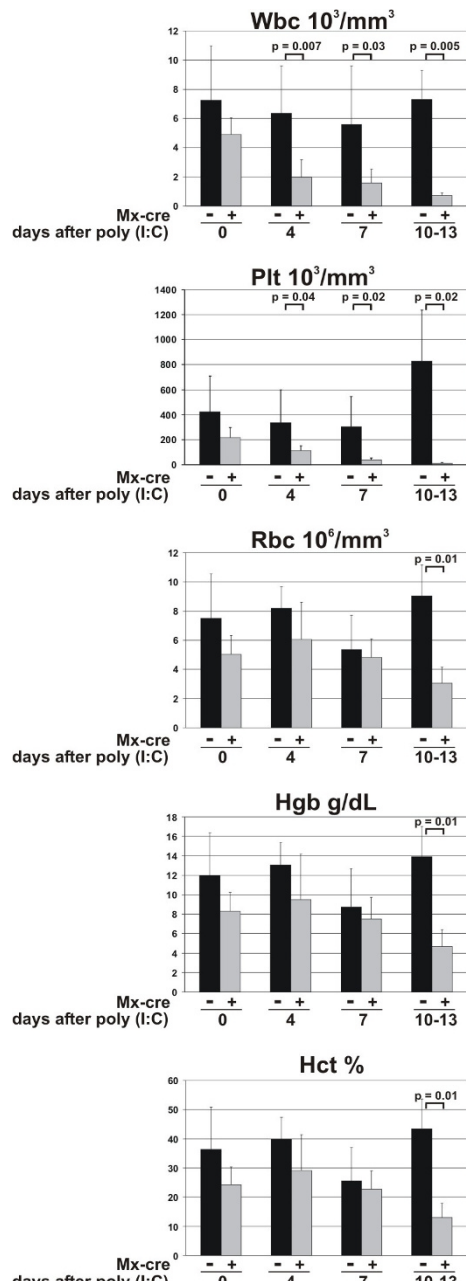 Wbc 10³/mm³
12
p = 0.007 p = 0.03 p = 0.005
10
8
6
4
2
0
Mx-cre - + - + - + - +
days after poly (I:C) 0 4 7 10-13
Plt 10³/mm³
1400
p = 0.04 p = 0.02 p = 0.02
1200
1000
800
600
400
200
0
Mx-cre - + - + - + - +
days after poly (I:C) 0 4 7 10-13
Rbc 10⁶/mm³
12
p = 0.01
10
8
6
4
2
0
Mx-cre - + - + - + - +
days after poly (I:C) 0 4 7 10-13
Hgb g/dL
18
p = 0.01
16
14
12
10
8
6
4
2
0
Mx-cre - + - + - + - +
days after poly (I:C) 0 4 7 10-13
Hct %
60
p = 0.01
50
40
30
20
10
0
Mx-cre - + - + - + - +
days after poly (I:C) 0 4 7 10-13